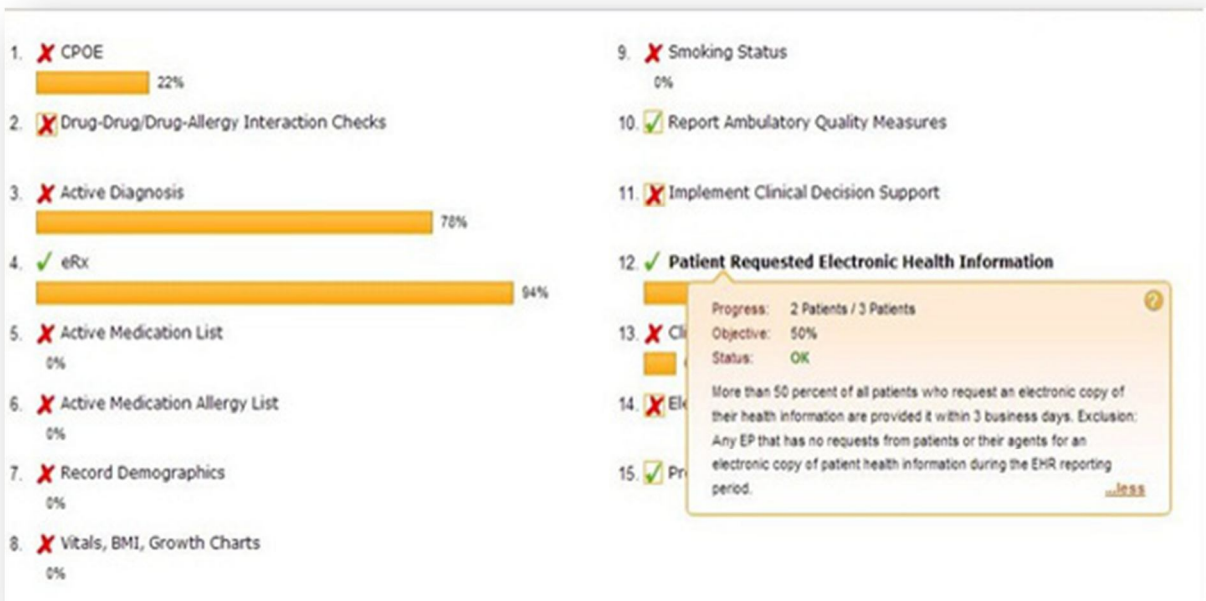 1. CPOE
22%
2. Drug-Drug/Drug-Allergy Interaction Checks
3. Active Diagnosis
78%
4. eRx
94%
5. Active Medication List
0%
6. Active Medication Allergy List
0%
7. Record Demographics
0%
8. Vitals, BMI, Growth Charts
0%
9. Smoking Status
0%
10. Report Ambulatory Quality Measures
11. Implement Clinical Decision Support
12. Patient Requested Electronic Health Information
?
Progress: 2 Patients / 3 Patients
Objective: 50%
Status: OK
More than 50 percent of all patients who request an electronic copy of
their health information are provided it within 3 business days. Exclusion:
Any EP that has no requests from patients or their agents for an
electronic copy of patient health information during the EHR reporting
period.
...less
13. Cli
14. Ele
15. Pr